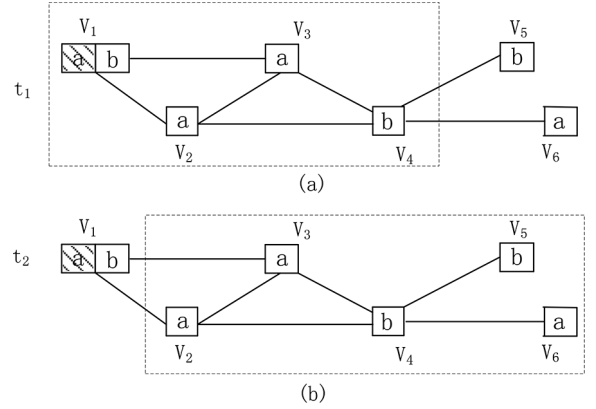 V₁ V₃ V₅
a b a b
t₁
a b a
V₂ V₄ V₆
(a)
V₁ V₃ V₅
t₂ a b a b
a b a
V₂ V₄ V₆
(b)